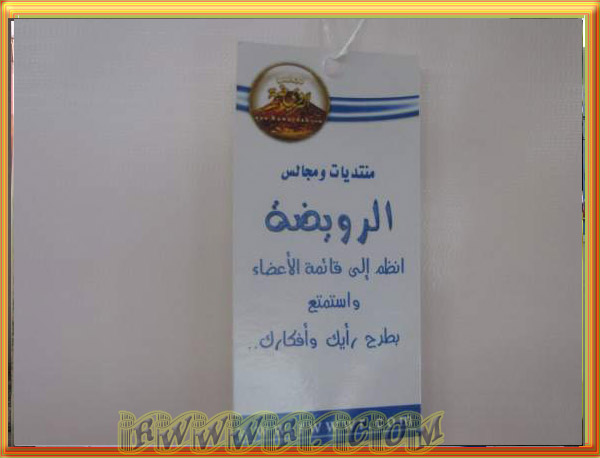 منتديات ومجالس
الرويضة
انظم إلى قائمة الأعضاء
واستمتع
بطرح رأيك وأفكارك..